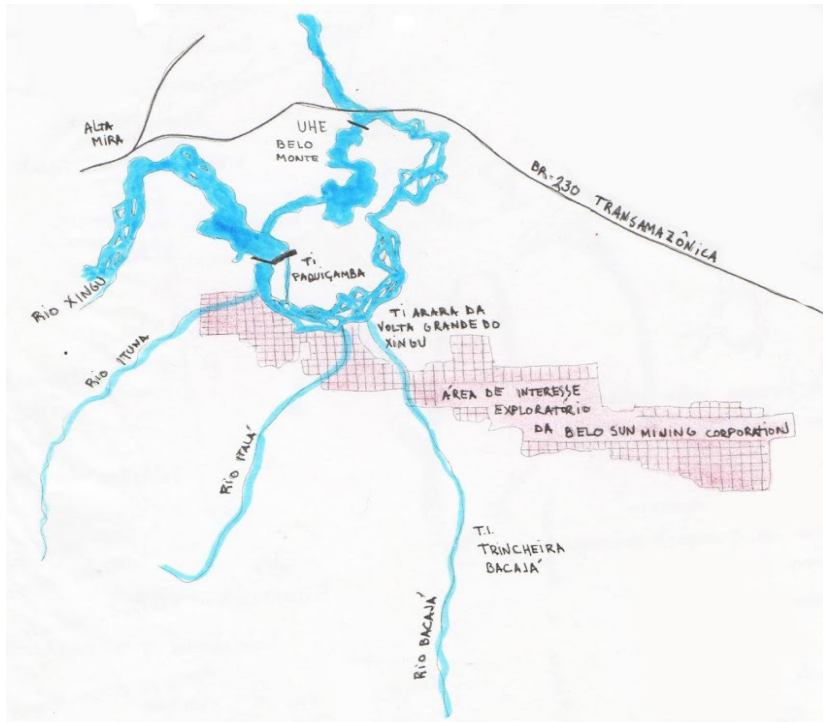 ALTA
MIRA
UHE
BELO
MONTE
BR-230 TRANSAMAZÔNICA
RIO XINGU
TI
PAQUIÇAMBA
TI ARARA DA
VOLTA GRANDE DO
XINGU
RIO ITUNA
ÁREA DE INTERESSE
EXPLORATÓRIO
DA BELO SUN MINING CORPORATION
RIO ITATÁ
T.I.
TRINCHEIRA
BACAJÁ
RIO BACAJÁ